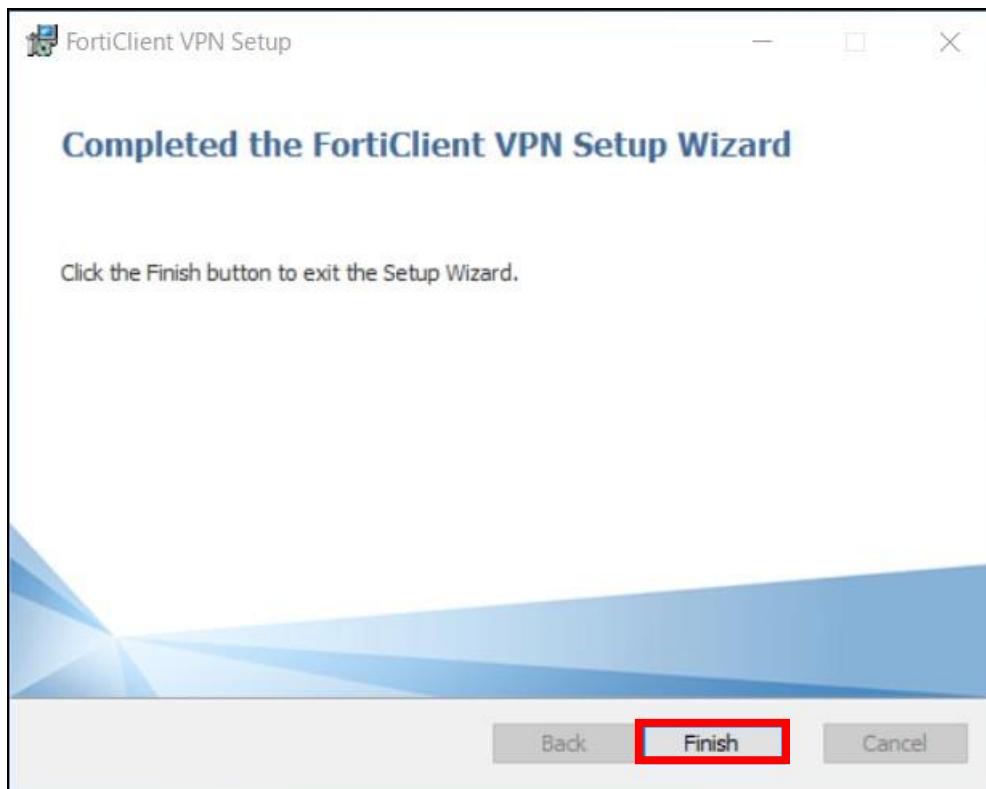 FortiClient VPN Setup
Completed the FortiClient VPN Setup Wizard
Click the Finish button to exit the Setup Wizard.
Back Finish Cancel